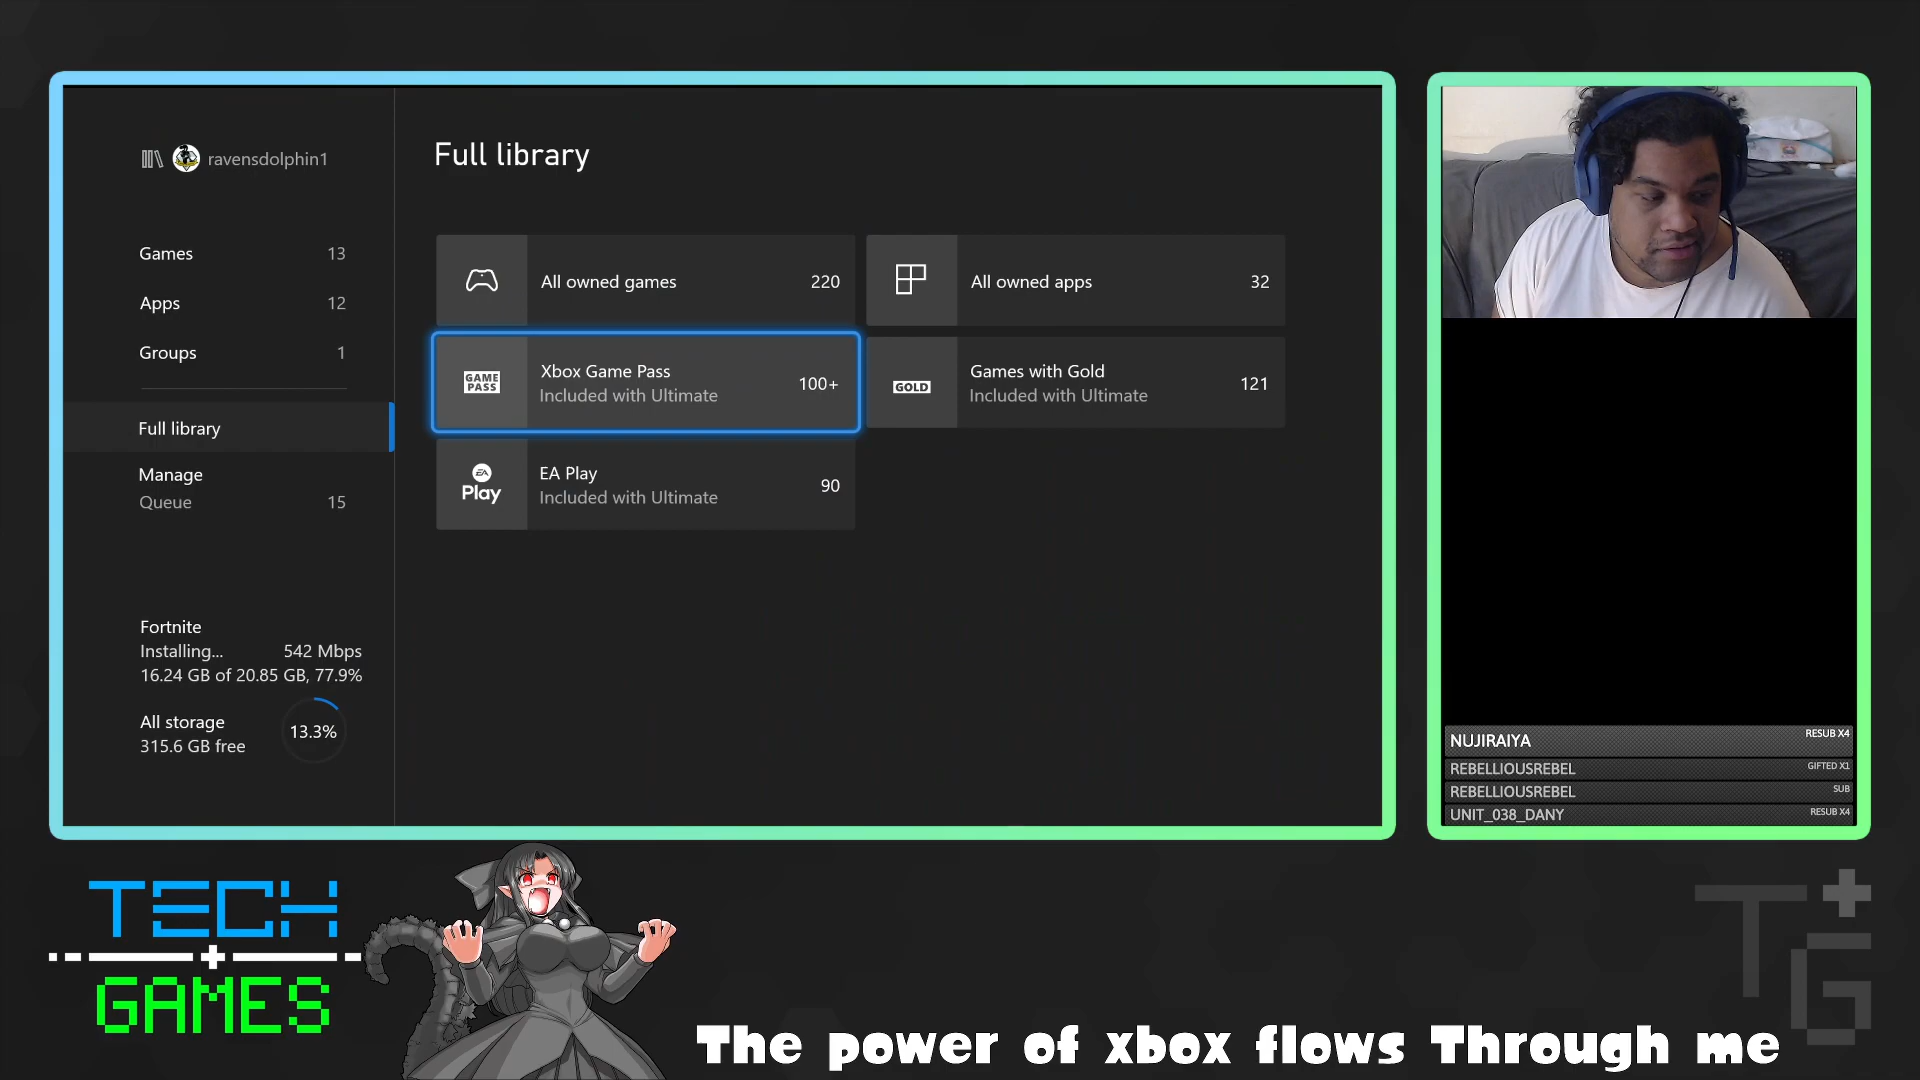 ravensdolphin1
Games 13
Apps 12
Groups 1
Full library
Manage
Queue 15
Fortnite
Installing... 542 Mbps
16.24 GB of 20.85 GB, 77.9%
All storage
315.6 GB free
13.3%
Full library
All owned games 220
All owned apps 32
GAME PASS
Xbox Game Pass
Included with Ultimate
100+
GOLD
Games with Gold
Included with Ultimate
121
EA Play
EA Play
Included with Ultimate
90
NUJIRAIYA RESUB X4
REBELLIOUSREBEL GIFTED X1
REBELLIOUSREBEL SUB
UNIT_038_DANY RESUB X4
TECH
GAMES
The power of xbox flows Through me
TG